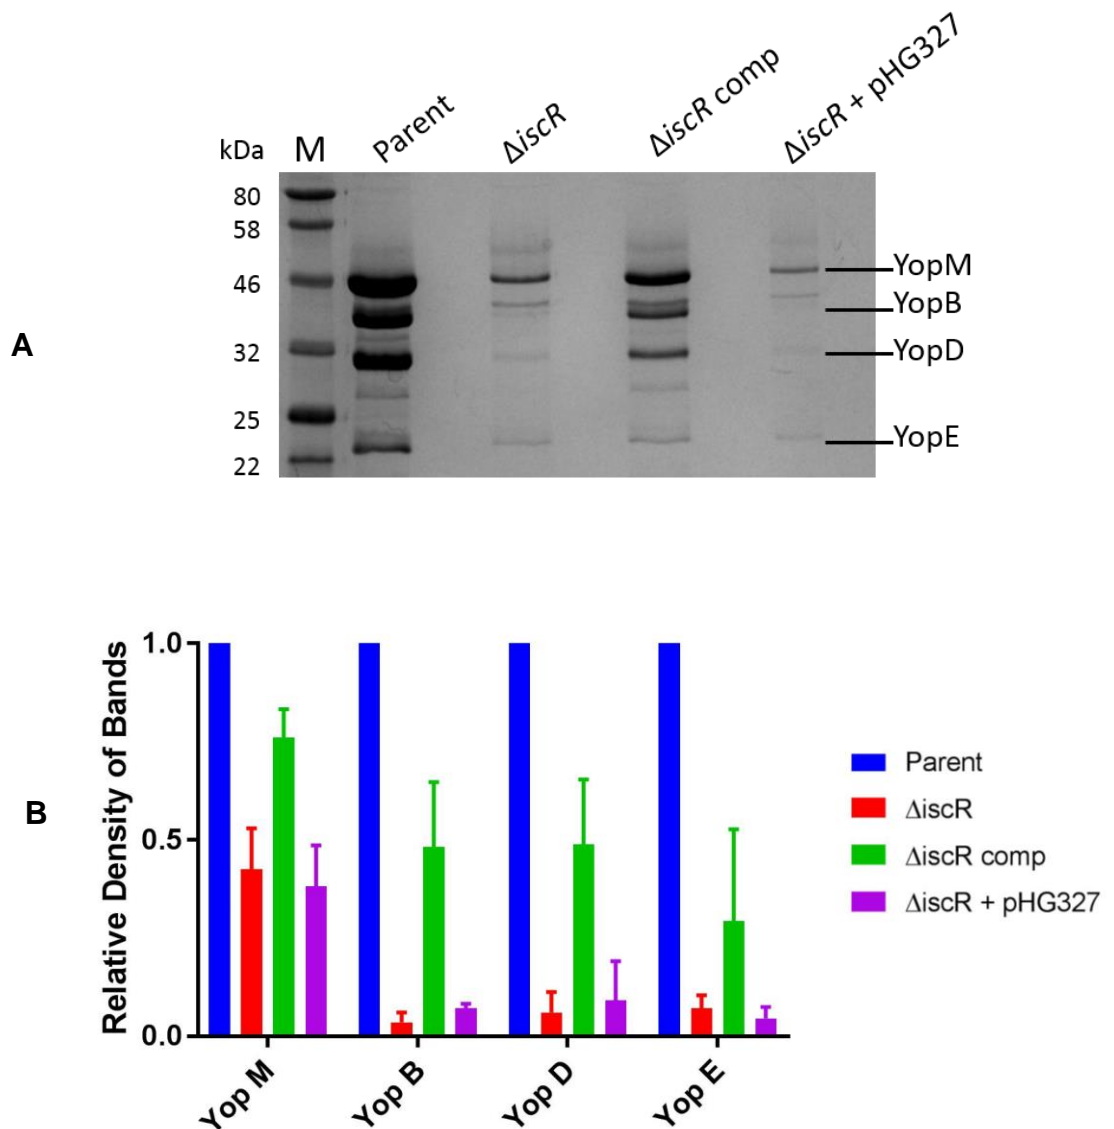 kDa M Parent ΔiscR ΔiscR comp ΔiscR + pHG327
80
58
46
32
25
22
YopM
YopB
YopD
YopE
A
1.0
0.5
0.0
Relative Density of Bands
Yop M Yop B Yop D Yop E
Parent
ΔiscR
ΔiscR comp
ΔiscR + pHG327
B